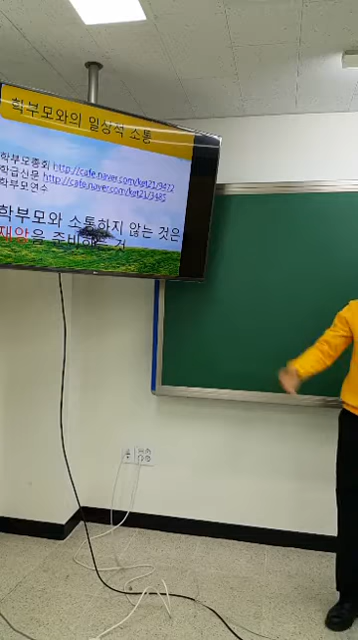 학부모와의 일상적 소통
학부모총회 http://cafe.naver.com/ket21/3472
학급신문 http://cafe.naver.com/ket21/3485
학부모연수
학부모와 소통하지 않는 것은
재앙을 준비하는 것